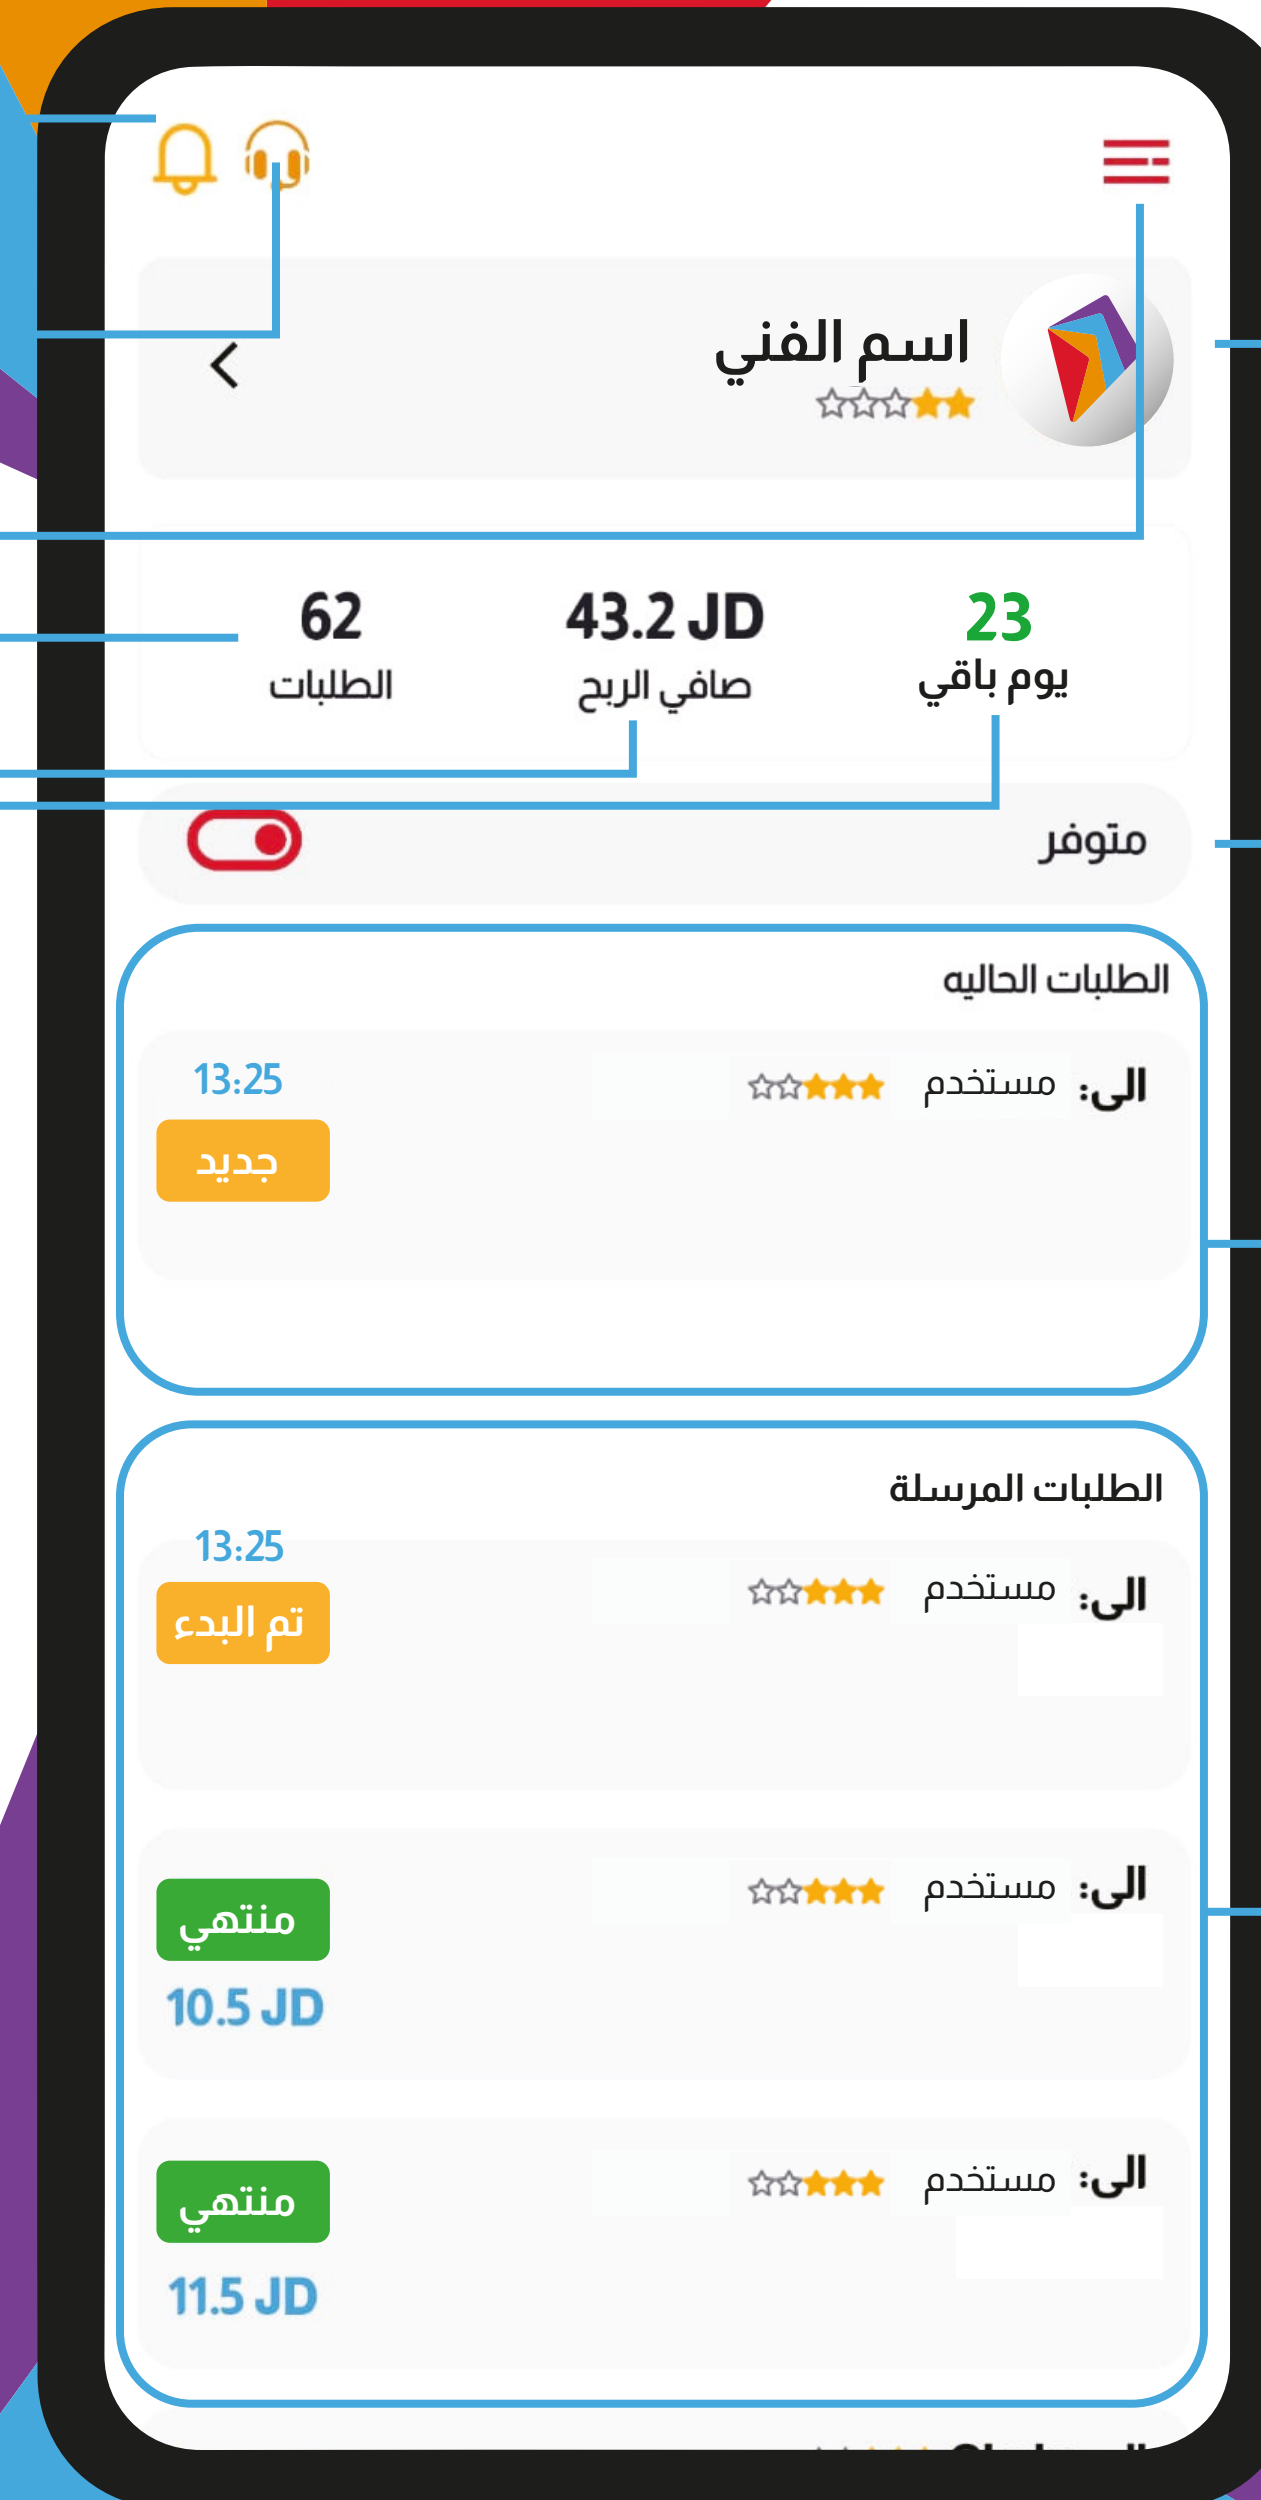 اسم الفني
23
يوم باقي
43.2 JD
صافي الربح
62
الطلبات
متوفر
الطلبات الحاليه
الى: مستخدم
13:25
جديد
الطلبات المرسلة
13:25
الى: مستخدم
تم البدء
الى: مستخدم
منتهي
10.5 JD
الى: مستخدم
منتهي
11.5 JD